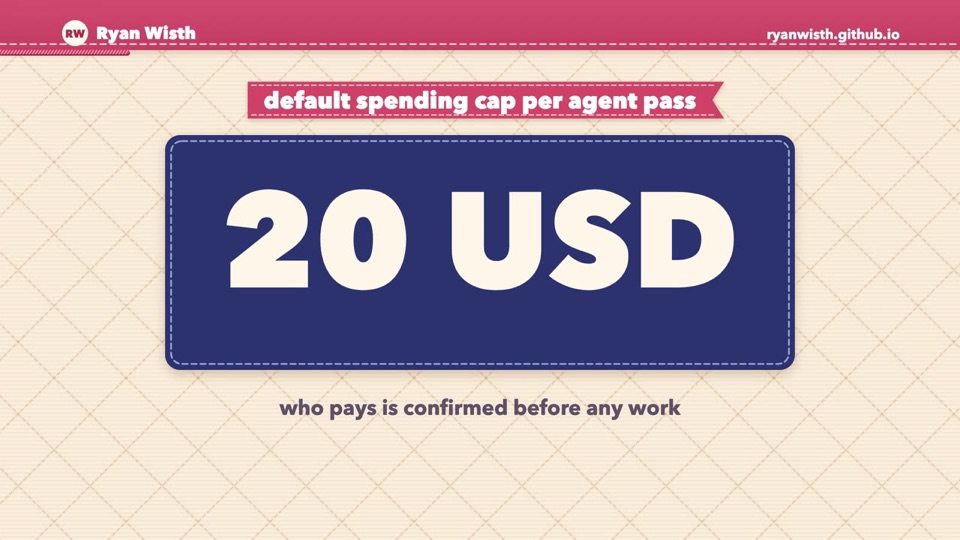 RW Ryan Wisth
ryanwisth.github.io
default spending cap per agent pass
20 USD
who pays is confirmed before any work